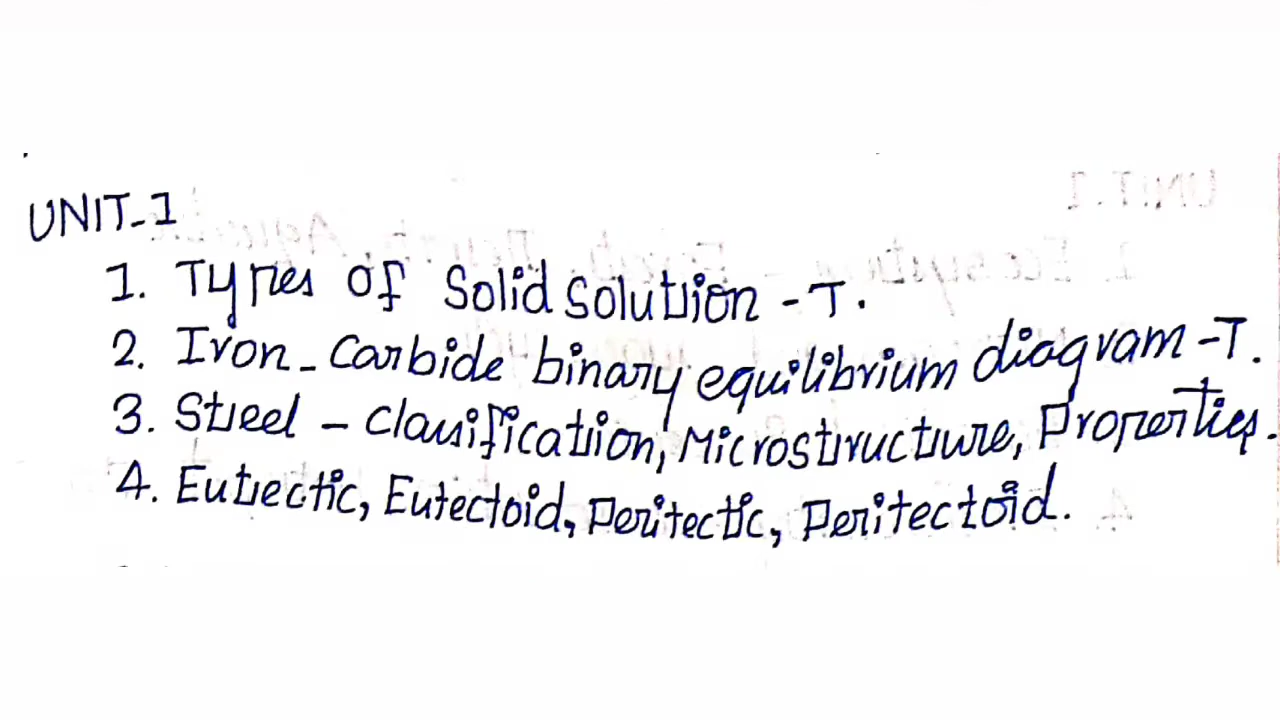 UNIT-1
1. Types of Solid Solution - T.
2. Iron - Carbide binary equilibrium diagram - T.
3. Steel - Classification, Microstructure, Properties.
4. Eutectic, Eutectoid, Peritectic, Peritectoid.